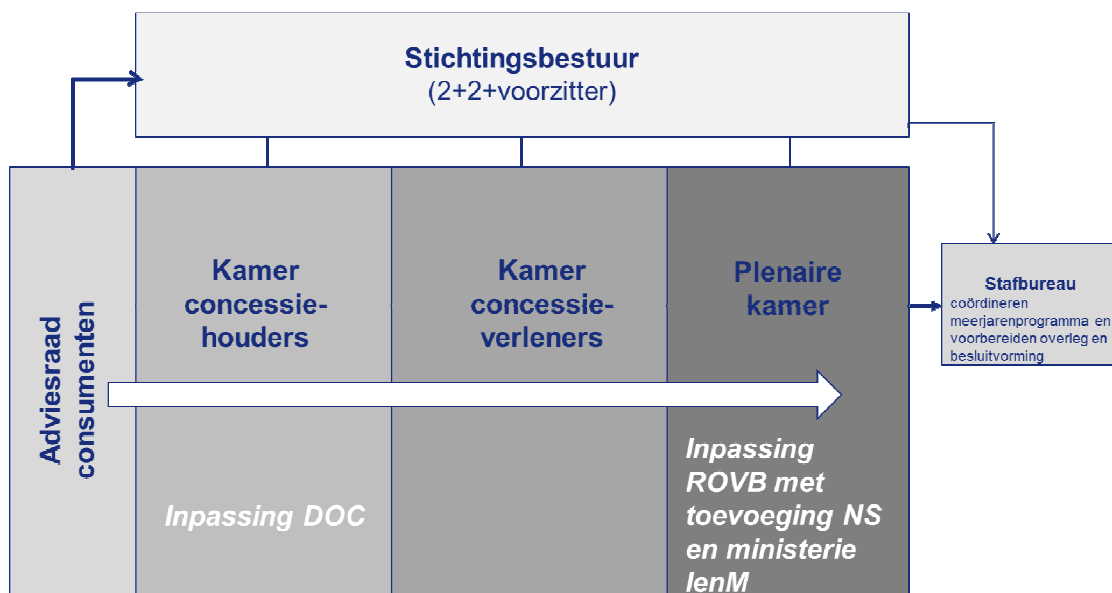 Stichtingsbestuur
(2+2+voorzitter)
Adviesraad
consumenten
Kamer
concessie-
houders
Inpassing DOC
Kamer
concessie-
verleners
Plenaire
kamer
Inpassing
ROVB met
toevoeging NS
en ministerie
IenM
Stafbureau
coördineren
meerjarenprogramma en
voorbereiden overleg en
besluitvorming